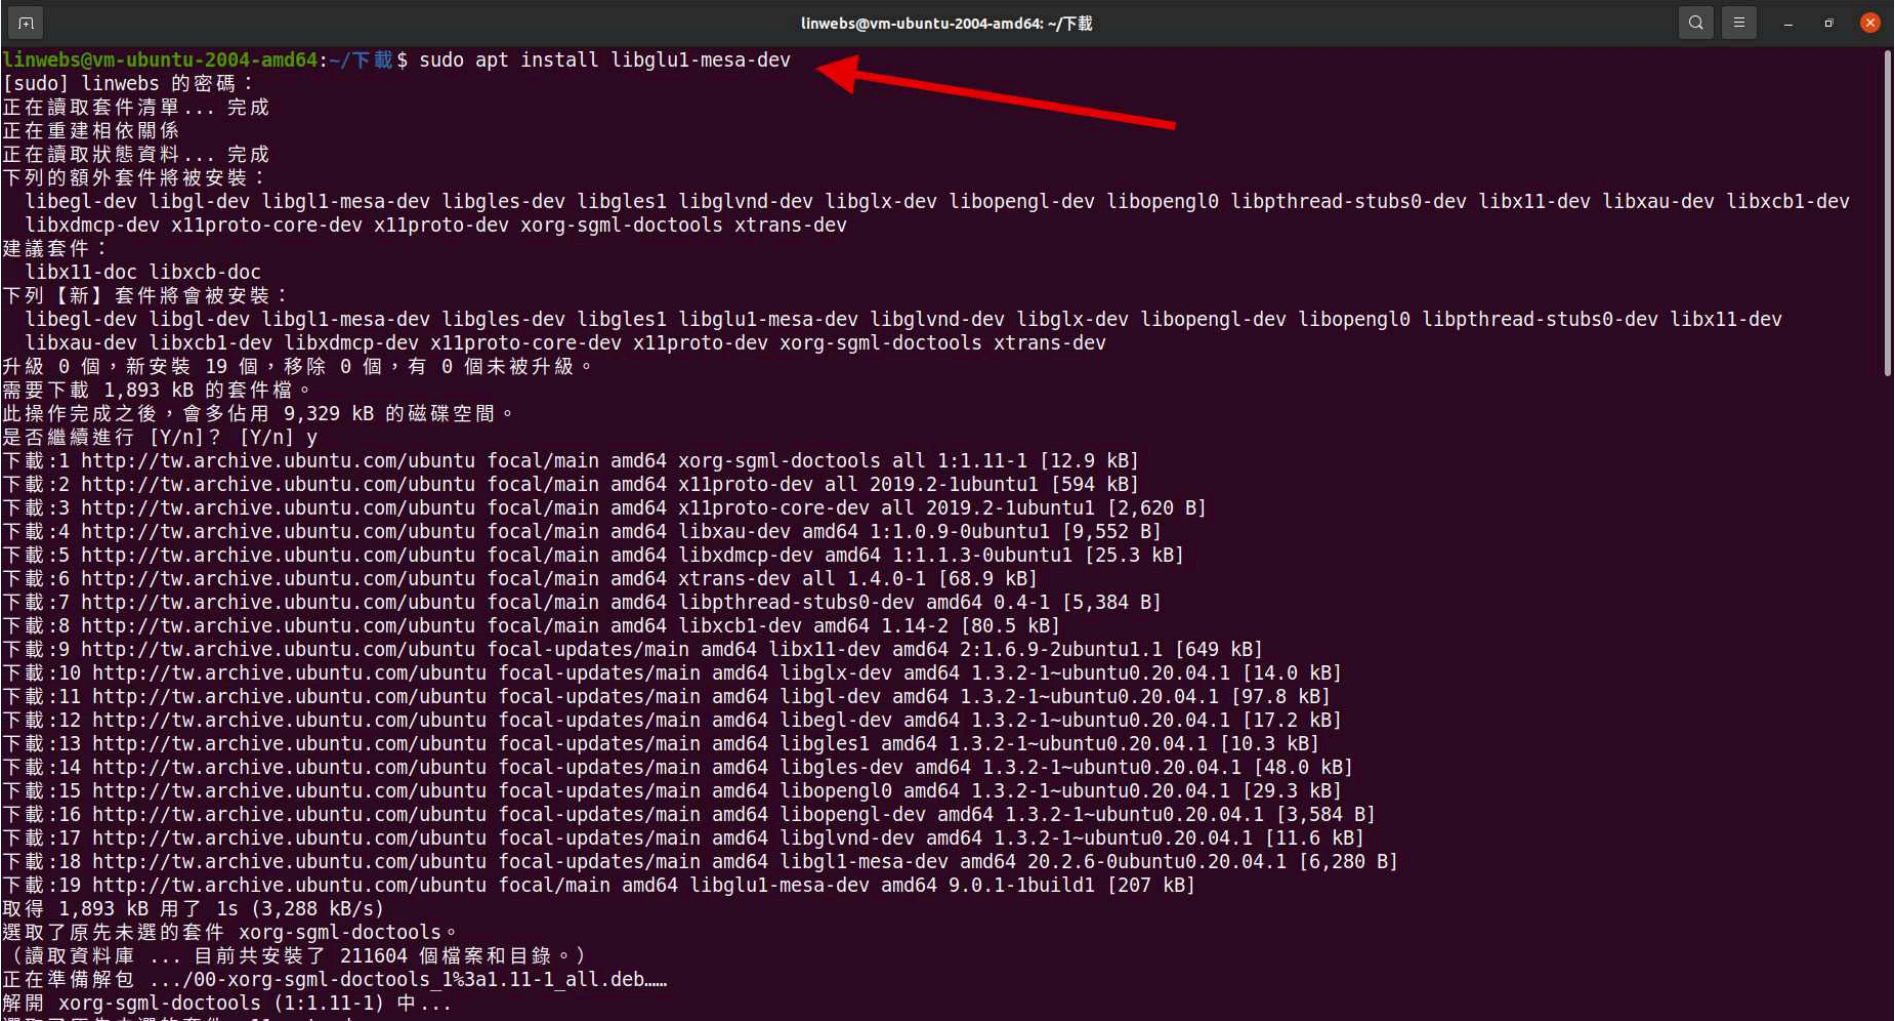 linwebs@vm-ubuntu-2004-amd64: ~/下載
linwebs@vm-ubuntu-2004-amd64:~/下載$ sudo apt install libglu1-mesa-dev
[sudo] linwebs 的密碼：
正在讀取套件清單... 完成
正在重建相依關係
正在讀取狀態資料... 完成
下列的額外套件將被安裝：
  libegl-dev libgl-dev libgl1-mesa-dev libgles-dev libgles1 libglvnd-dev libglx-dev libopengl-dev libopengl0 libpthread-stubs0-dev libx11-dev libxau-dev libxcb1-dev
  libxdmcp-dev x11proto-core-dev x11proto-dev xorg-sgml-doctools xtrans-dev
建議套件：
  libx11-doc libxcb-doc
下列【新】套件將會被安裝：
  libegl-dev libgl-dev libgl1-mesa-dev libgles-dev libgles1 libglu1-mesa-dev libglvnd-dev libglx-dev libopengl-dev libopengl0 libpthread-stubs0-dev libx11-dev
  libxau-dev libxcb1-dev libxdmcp-dev x11proto-core-dev x11proto-dev xorg-sgml-doctools xtrans-dev
升級 0 個，新安裝 19 個，移除 0 個，有 0 個未被升級。
需要下載 1,893 kB 的套件檔。
此操作完成之後，會多佔用 9,329 kB 的磁碟空間。
是否繼續進行 [Y/n]？ [Y/n] y
下載:1 http://tw.archive.ubuntu.com/ubuntu focal/main amd64 xorg-sgml-doctools all 1:1.11-1 [12.9 kB]
下載:2 http://tw.archive.ubuntu.com/ubuntu focal/main amd64 x11proto-dev all 2019.2-1ubuntu1 [594 kB]
下載:3 http://tw.archive.ubuntu.com/ubuntu focal/main amd64 x11proto-core-dev all 2019.2-1ubuntu1 [2,620 B]
下載:4 http://tw.archive.ubuntu.com/ubuntu focal/main amd64 libxau-dev amd64 1:1.0.9-0ubuntu1 [9,552 B]
下載:5 http://tw.archive.ubuntu.com/ubuntu focal/main amd64 libxdmcp-dev amd64 1:1.1.3-0ubuntu1 [25.3 kB]
下載:6 http://tw.archive.ubuntu.com/ubuntu focal/main amd64 xtrans-dev all 1.4.0-1 [68.9 kB]
下載:7 http://tw.archive.ubuntu.com/ubuntu focal/main amd64 libpthread-stubs0-dev amd64 0.4-1 [5,384 B]
下載:8 http://tw.archive.ubuntu.com/ubuntu focal/main amd64 libxcb1-dev amd64 1.14-2 [80.5 kB]
下載:9 http://tw.archive.ubuntu.com/ubuntu focal-updates/main amd64 libx11-dev amd64 2:1.6.9-2ubuntu1.1 [649 kB]
下載:10 http://tw.archive.ubuntu.com/ubuntu focal-updates/main amd64 libglx-dev amd64 1.3.2-1~ubuntu0.20.04.1 [14.0 kB]
下載:11 http://tw.archive.ubuntu.com/ubuntu focal-updates/main amd64 libgl-dev amd64 1.3.2-1~ubuntu0.20.04.1 [97.8 kB]
下載:12 http://tw.archive.ubuntu.com/ubuntu focal-updates/main amd64 libegl-dev amd64 1.3.2-1~ubuntu0.20.04.1 [17.2 kB]
下載:13 http://tw.archive.ubuntu.com/ubuntu focal-updates/main amd64 libgles1 amd64 1.3.2-1~ubuntu0.20.04.1 [10.3 kB]
下載:14 http://tw.archive.ubuntu.com/ubuntu focal-updates/main amd64 libgles-dev amd64 1.3.2-1~ubuntu0.20.04.1 [48.0 kB]
下載:15 http://tw.archive.ubuntu.com/ubuntu focal-updates/main amd64 libopengl0 amd64 1.3.2-1~ubuntu0.20.04.1 [29.3 kB]
下載:16 http://tw.archive.ubuntu.com/ubuntu focal-updates/main amd64 libopengl-dev amd64 1.3.2-1~ubuntu0.20.04.1 [3,584 B]
下載:17 http://tw.archive.ubuntu.com/ubuntu focal-updates/main amd64 libglvnd-dev amd64 1.3.2-1~ubuntu0.20.04.1 [11.6 kB]
下載:18 http://tw.archive.ubuntu.com/ubuntu focal-updates/main amd64 libgl1-mesa-dev amd64 20.2.6-0ubuntu0.20.04.1 [6,280 B]
下載:19 http://tw.archive.ubuntu.com/ubuntu focal/main amd64 libglu1-mesa-dev amd64 9.0.1-1build1 [207 kB]
取得 1,893 kB 用了 1s (3,288 kB/s)
選取了原先未選的套件 xorg-sgml-doctools。
（讀取資料庫 ... 目前共安裝了 211604 個檔案和目錄。）
正在準備解包 .../00-xorg-sgml-doctools_1%3a1.11-1_all.deb……
解開 xorg-sgml-doctools (1:1.11-1) 中...